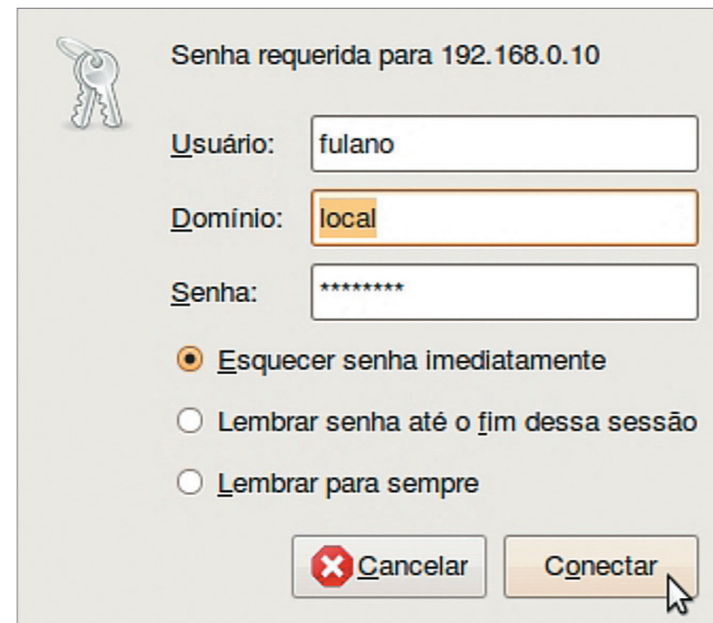 Senha requerida para 192.168.0.10
Usuário: fulano
Domínio: local
Senha: ********
Esquecer senha imediatamente
Lembrar senha até o fim dessa sessão
Lembrar para sempre
Cancelar Conectar